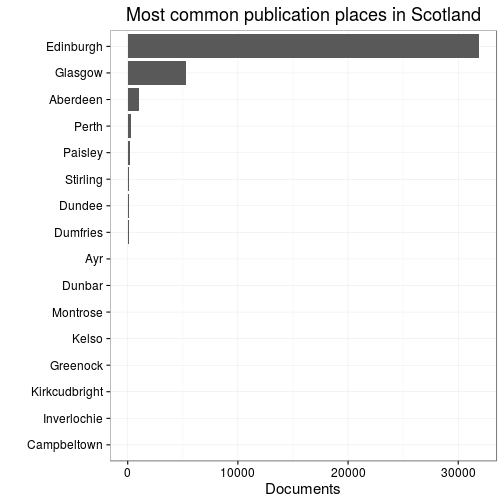 Most common publication places in Scotland
Edinburgh
Glasgow
Aberdeen
Perth
Paisley
Stirling
Dundee
Dumfries
Ayr
Dunbar
Montrose
Kelso
Greenock
Kirkcudbright
Inverlochie
Campbeltown
0 10000 20000 30000
Documents